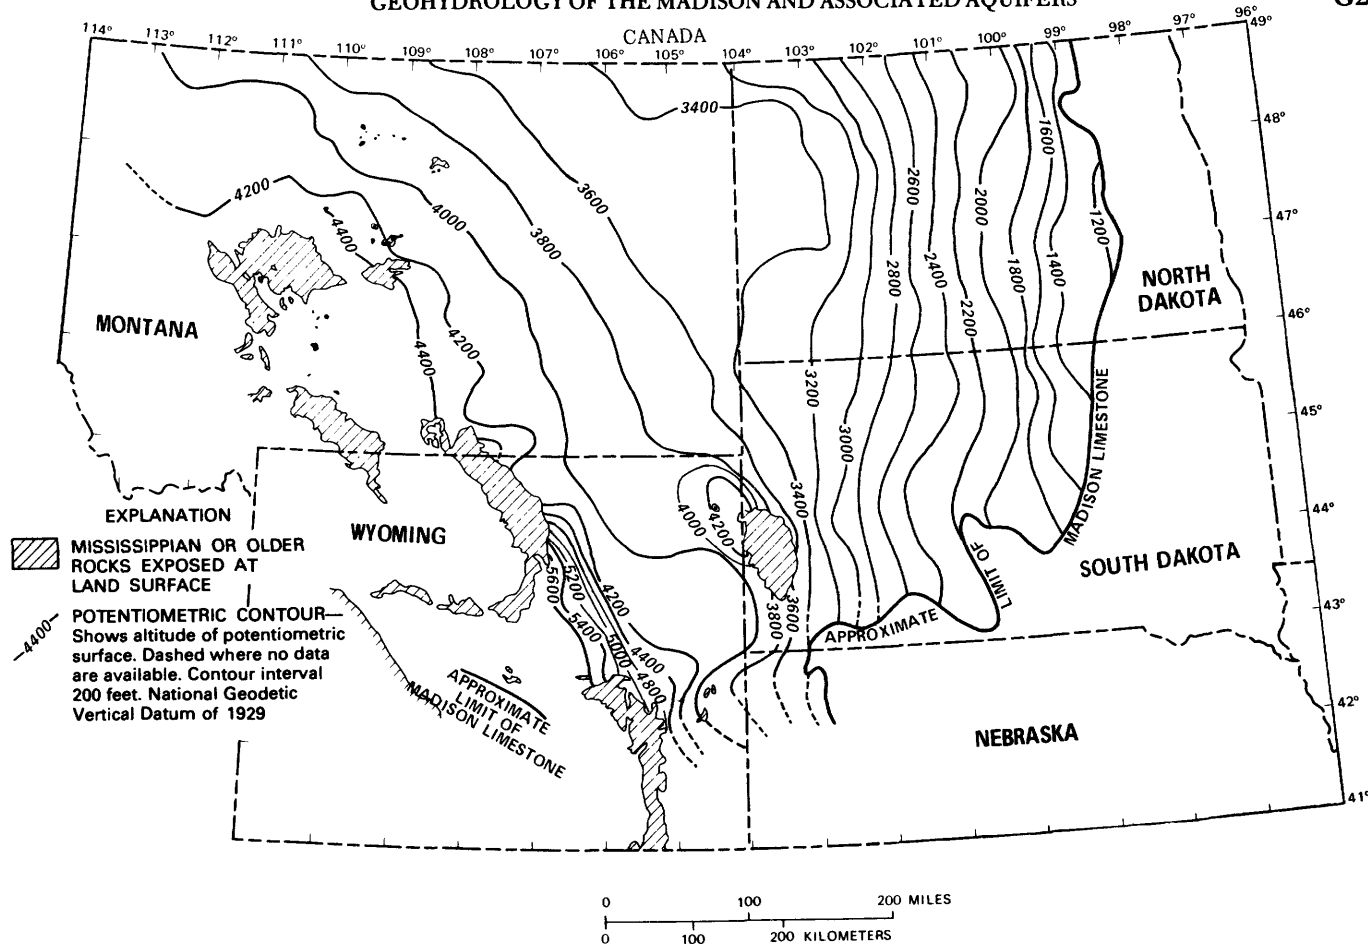 GEOHYDROLOGY OF THE MADISON AND ASSOCIATED AQUIFERS
114° 113° 112° 111° 110° 109° 108° 107° 106° 105° 104° 103° 102° 101° 100° 99° 98° 97° 96°
CANADA
49°
48°
47°
46°
45°
44°
43°
42°
41°
3400
1600
4200
4400
4000
3800
3600
2600
2000
1200
2800
2400
1800
1400
2200
NORTH
DAKOTA
MONTANA
4400
4200
3200
3000
3400
MADISON LIMESTONE
LIMIT OF
APPROXIMATE
SOUTH DAKOTA
4000
4200
WYOMING
5600
5200
4200
5400
5000
4400
4800
3800
3600
NEBRASKA
APPROXIMATE
LIMIT OF
MADISON LIMESTONE
EXPLANATION
MISSISSIPPIAN OR OLDER
ROCKS EXPOSED AT
LAND SURFACE
—4400—
POTENTIOMETRIC CONTOUR—
Shows altitude of potentiometric
surface. Dashed where no data
are available. Contour interval
200 feet. National Geodetic
Vertical Datum of 1929
0 100 200 MILES
0 100 200 KILOMETERS